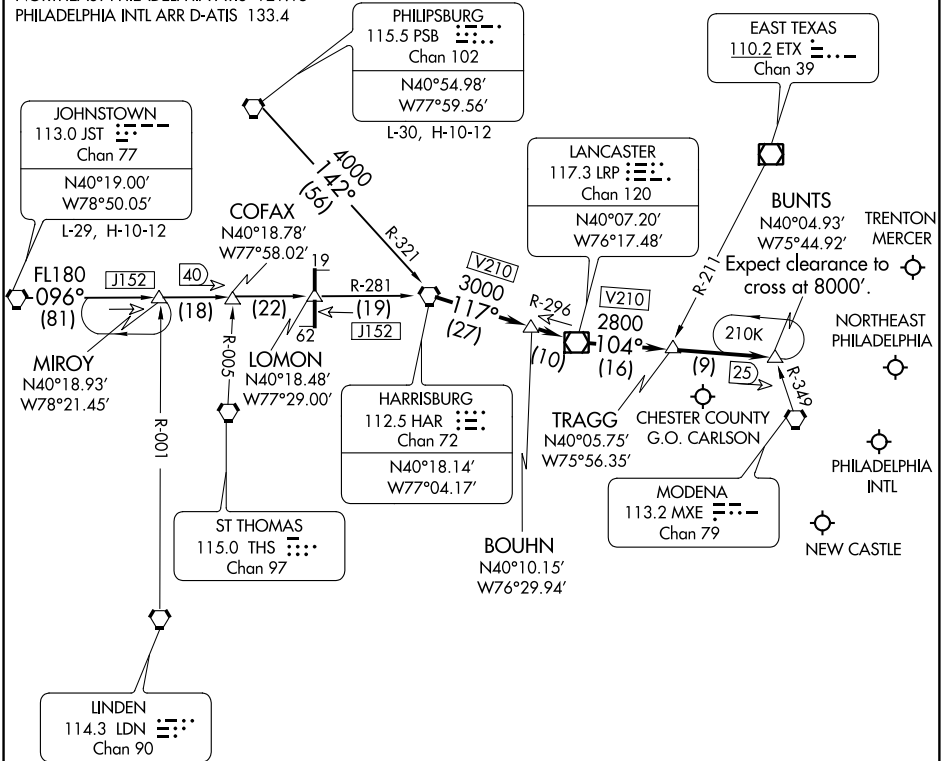 PHILADELPHIA INTL ARR D-ATIS 133.4
PHILIPSBURG
115.5 PSB
Chan 102
N40°54.98'
W77°59.56'
L-30, H-10-12
EAST TEXAS
110.2 ETX
Chan 39
JOHNSTOWN
113.0 JST
Chan 77
N40°19.00'
W78°50.05'
L-29, H-10-12
LANCASTER
117.3 LRP
Chan 120
N40°07.20'
W76°17.48'
4000
142°
(56)
R-321
COFAX
N40°18.78'
W77°58.02'
BUNTS
N40°04.93'
W75°44.92'
Expect clearance to
cross at 8000'.
TRENTON
MERCER
FL180
096°
(81)
J152
40
(18)
(22)
19
62
R-281
(19)
J152
V210
3000
117°
(27)
R-296
(10)
V210
2800
104°
(16)
R-211
210K
(9)
25
R-349
NORTHEAST
PHILADELPHIA
MIROY
N40°18.93'
W78°21.45'
R-005
LOMON
N40°18.48'
W77°29.00'
R-001
HARRISBURG
112.5 HAR
Chan 72
N40°18.14'
W77°04.17'
TRAGG
N40°05.75'
W75°56.35'
CHESTER COUNTY
G.O. CARLSON
PHILADELPHIA
INTL
MODENA
113.2 MXE
Chan 79
NEW CASTLE
ST THOMAS
115.0 THS
Chan 97
BOUHN
N40°10.15'
W76°29.94'
LINDEN
114.3 LDN
Chan 90